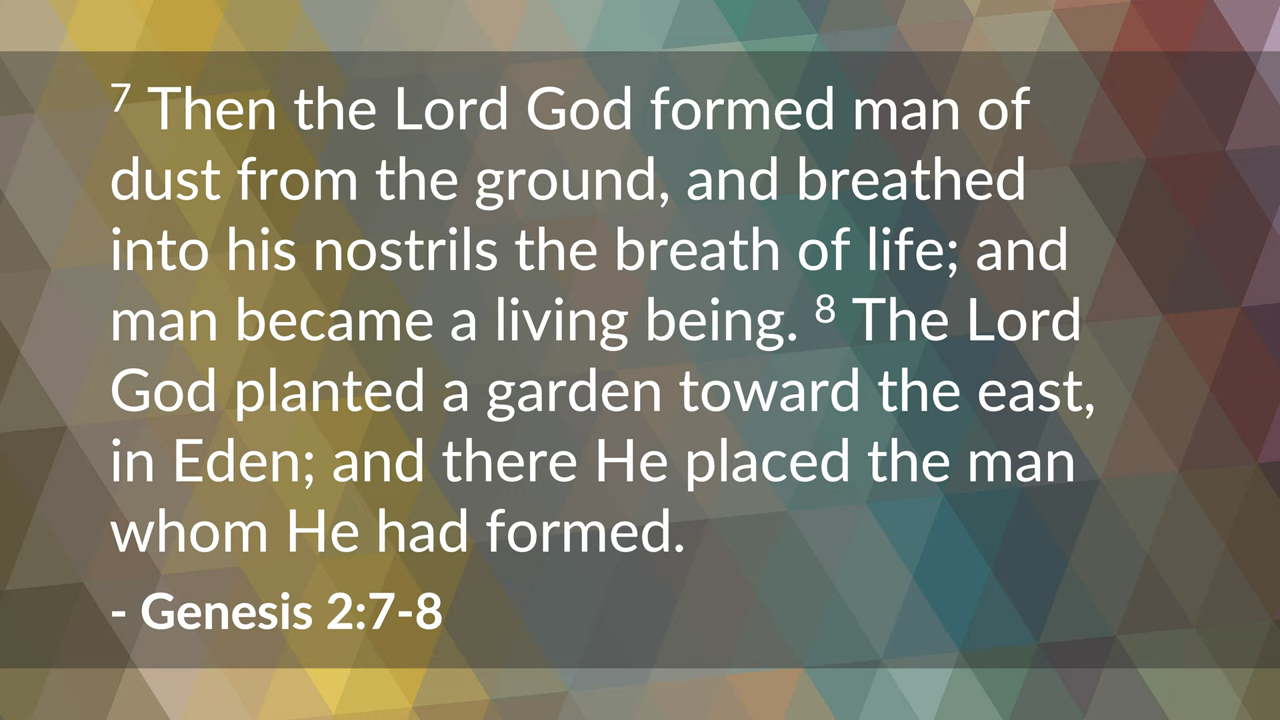 7 Then the Lord God formed man of
dust from the ground, and breathed
into his nostrils the breath of life; and
man became a living being. 8 The Lord
God planted a garden toward the east,
in Eden; and there He placed the man
whom He had formed.
- Genesis 2:7-8